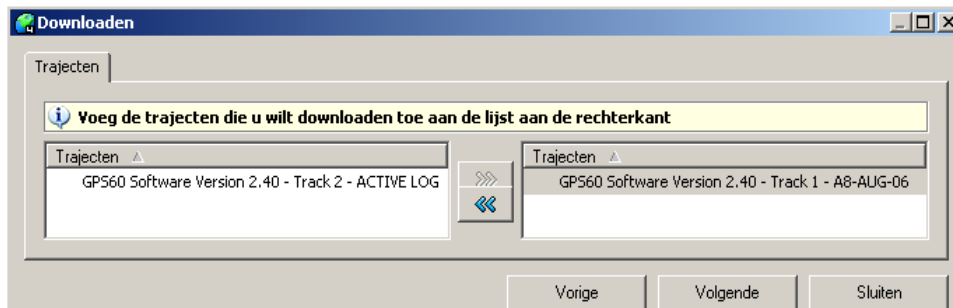 Downloaden
Trajecten
Voeg de trajecten die u wilt downloaden toe aan de lijst aan de rechterkant
Trajecten
GPS60 Software Version 2.40 - Track 2 - ACTIVE LOG
Trajecten
GPS60 Software Version 2.40 - Track 1 - A8-AUG-06
Vorige
Volgende
Sluiten